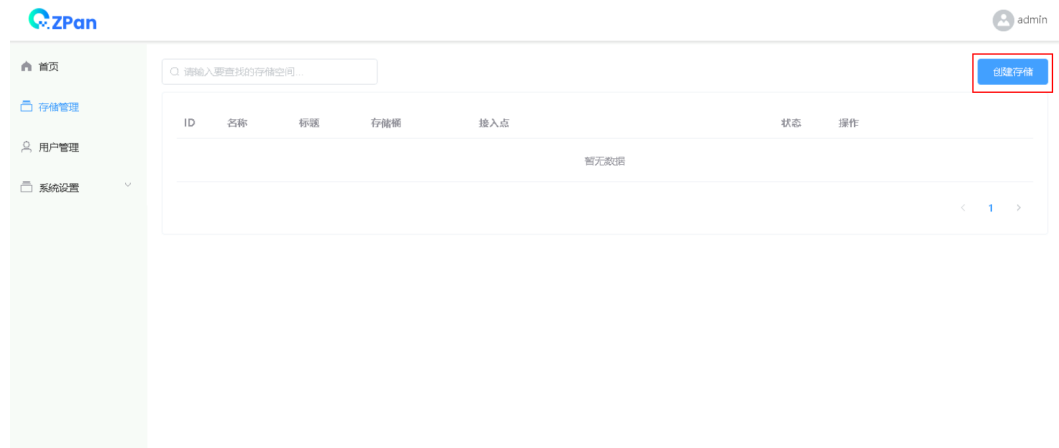 ZPan
admin
首页
存储管理
用户管理
系统设置
请输入要查找的存储空间...
创建存储
ID 名称 标题 存储桶 接入点 状态 操作
暂无数据
1